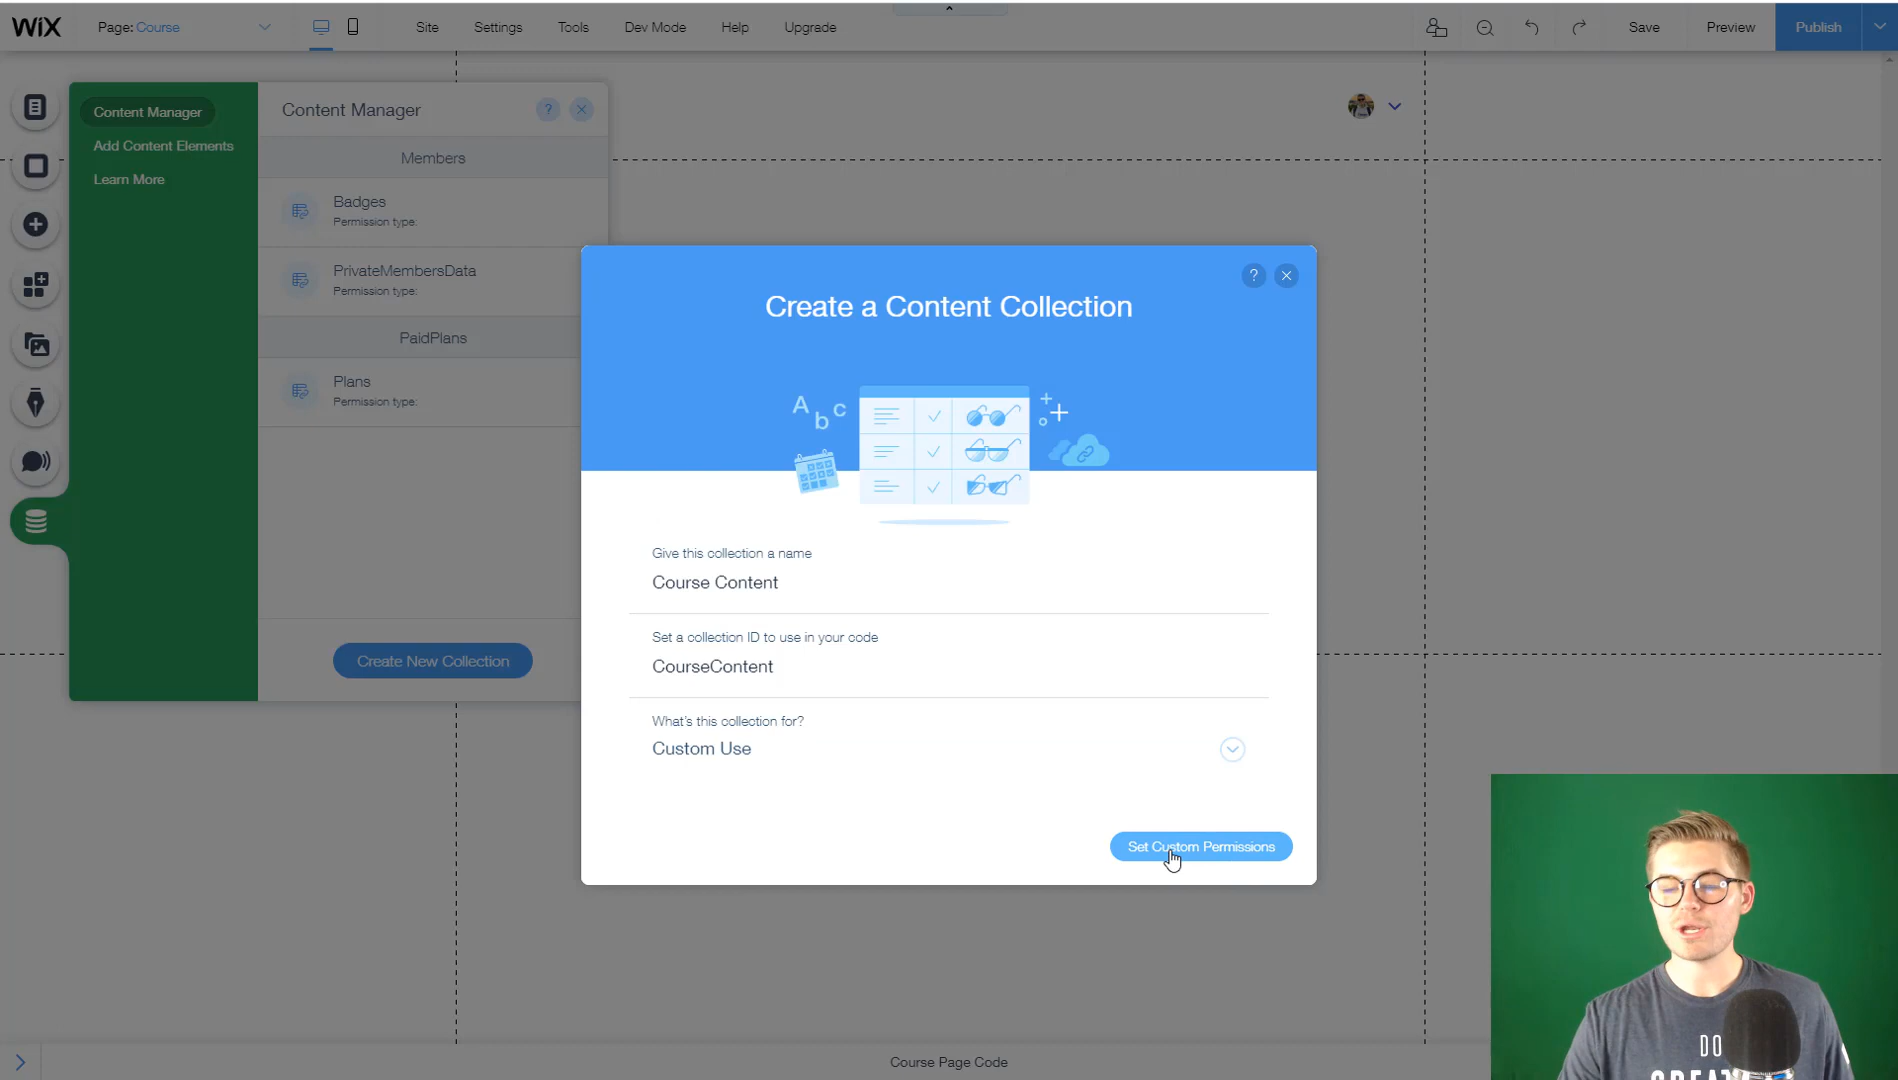 WiX
Page: Course
Site
Settings
Tools
Dev Mode
Help
Upgrade
Save
Preview
Publish
Content Manager
Add Content Elements
Learn More
Content Manager
?
Members
Badges
Permission type:
PrivateMembersData
Permission type:
PaidPlans
Plans
Permission type:
Create New Collection
?
Create a Content Collection
A b c
Give this collection a name
Course Content
Set a collection ID to use in your code
CourseContent
What's this collection for?
Custom Use
Set Custom Permissions
Course Page Code
DO